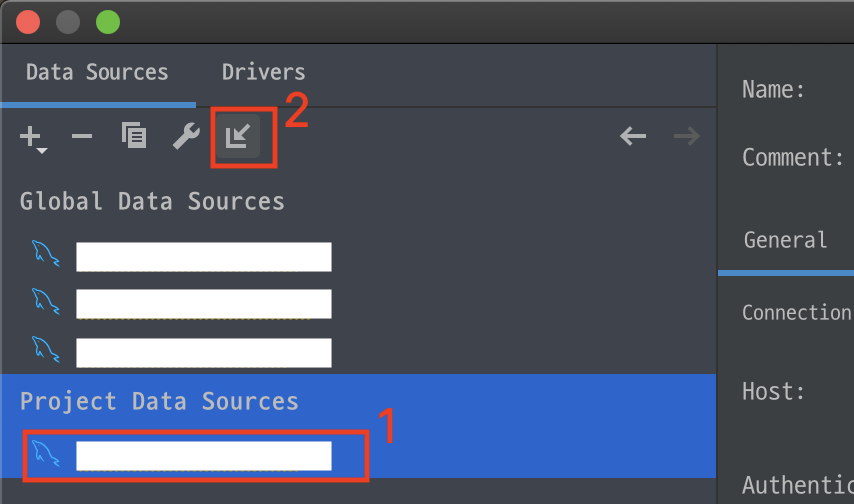 Data Sources Drivers
2
Name:
Comment:
Global Data Sources
General
Connection
Project Data Sources
Host:
1
Authentic